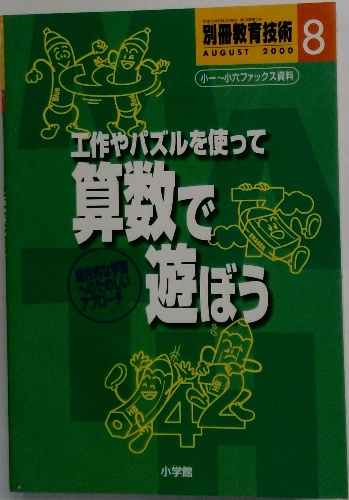 別冊教育技術
AUGUST 2000
8
小一〜小六ファックス資料
工作やパズルを使って
算数で
遊ぼう
総合的な学習
へのたのしい
アプローチ
小学館